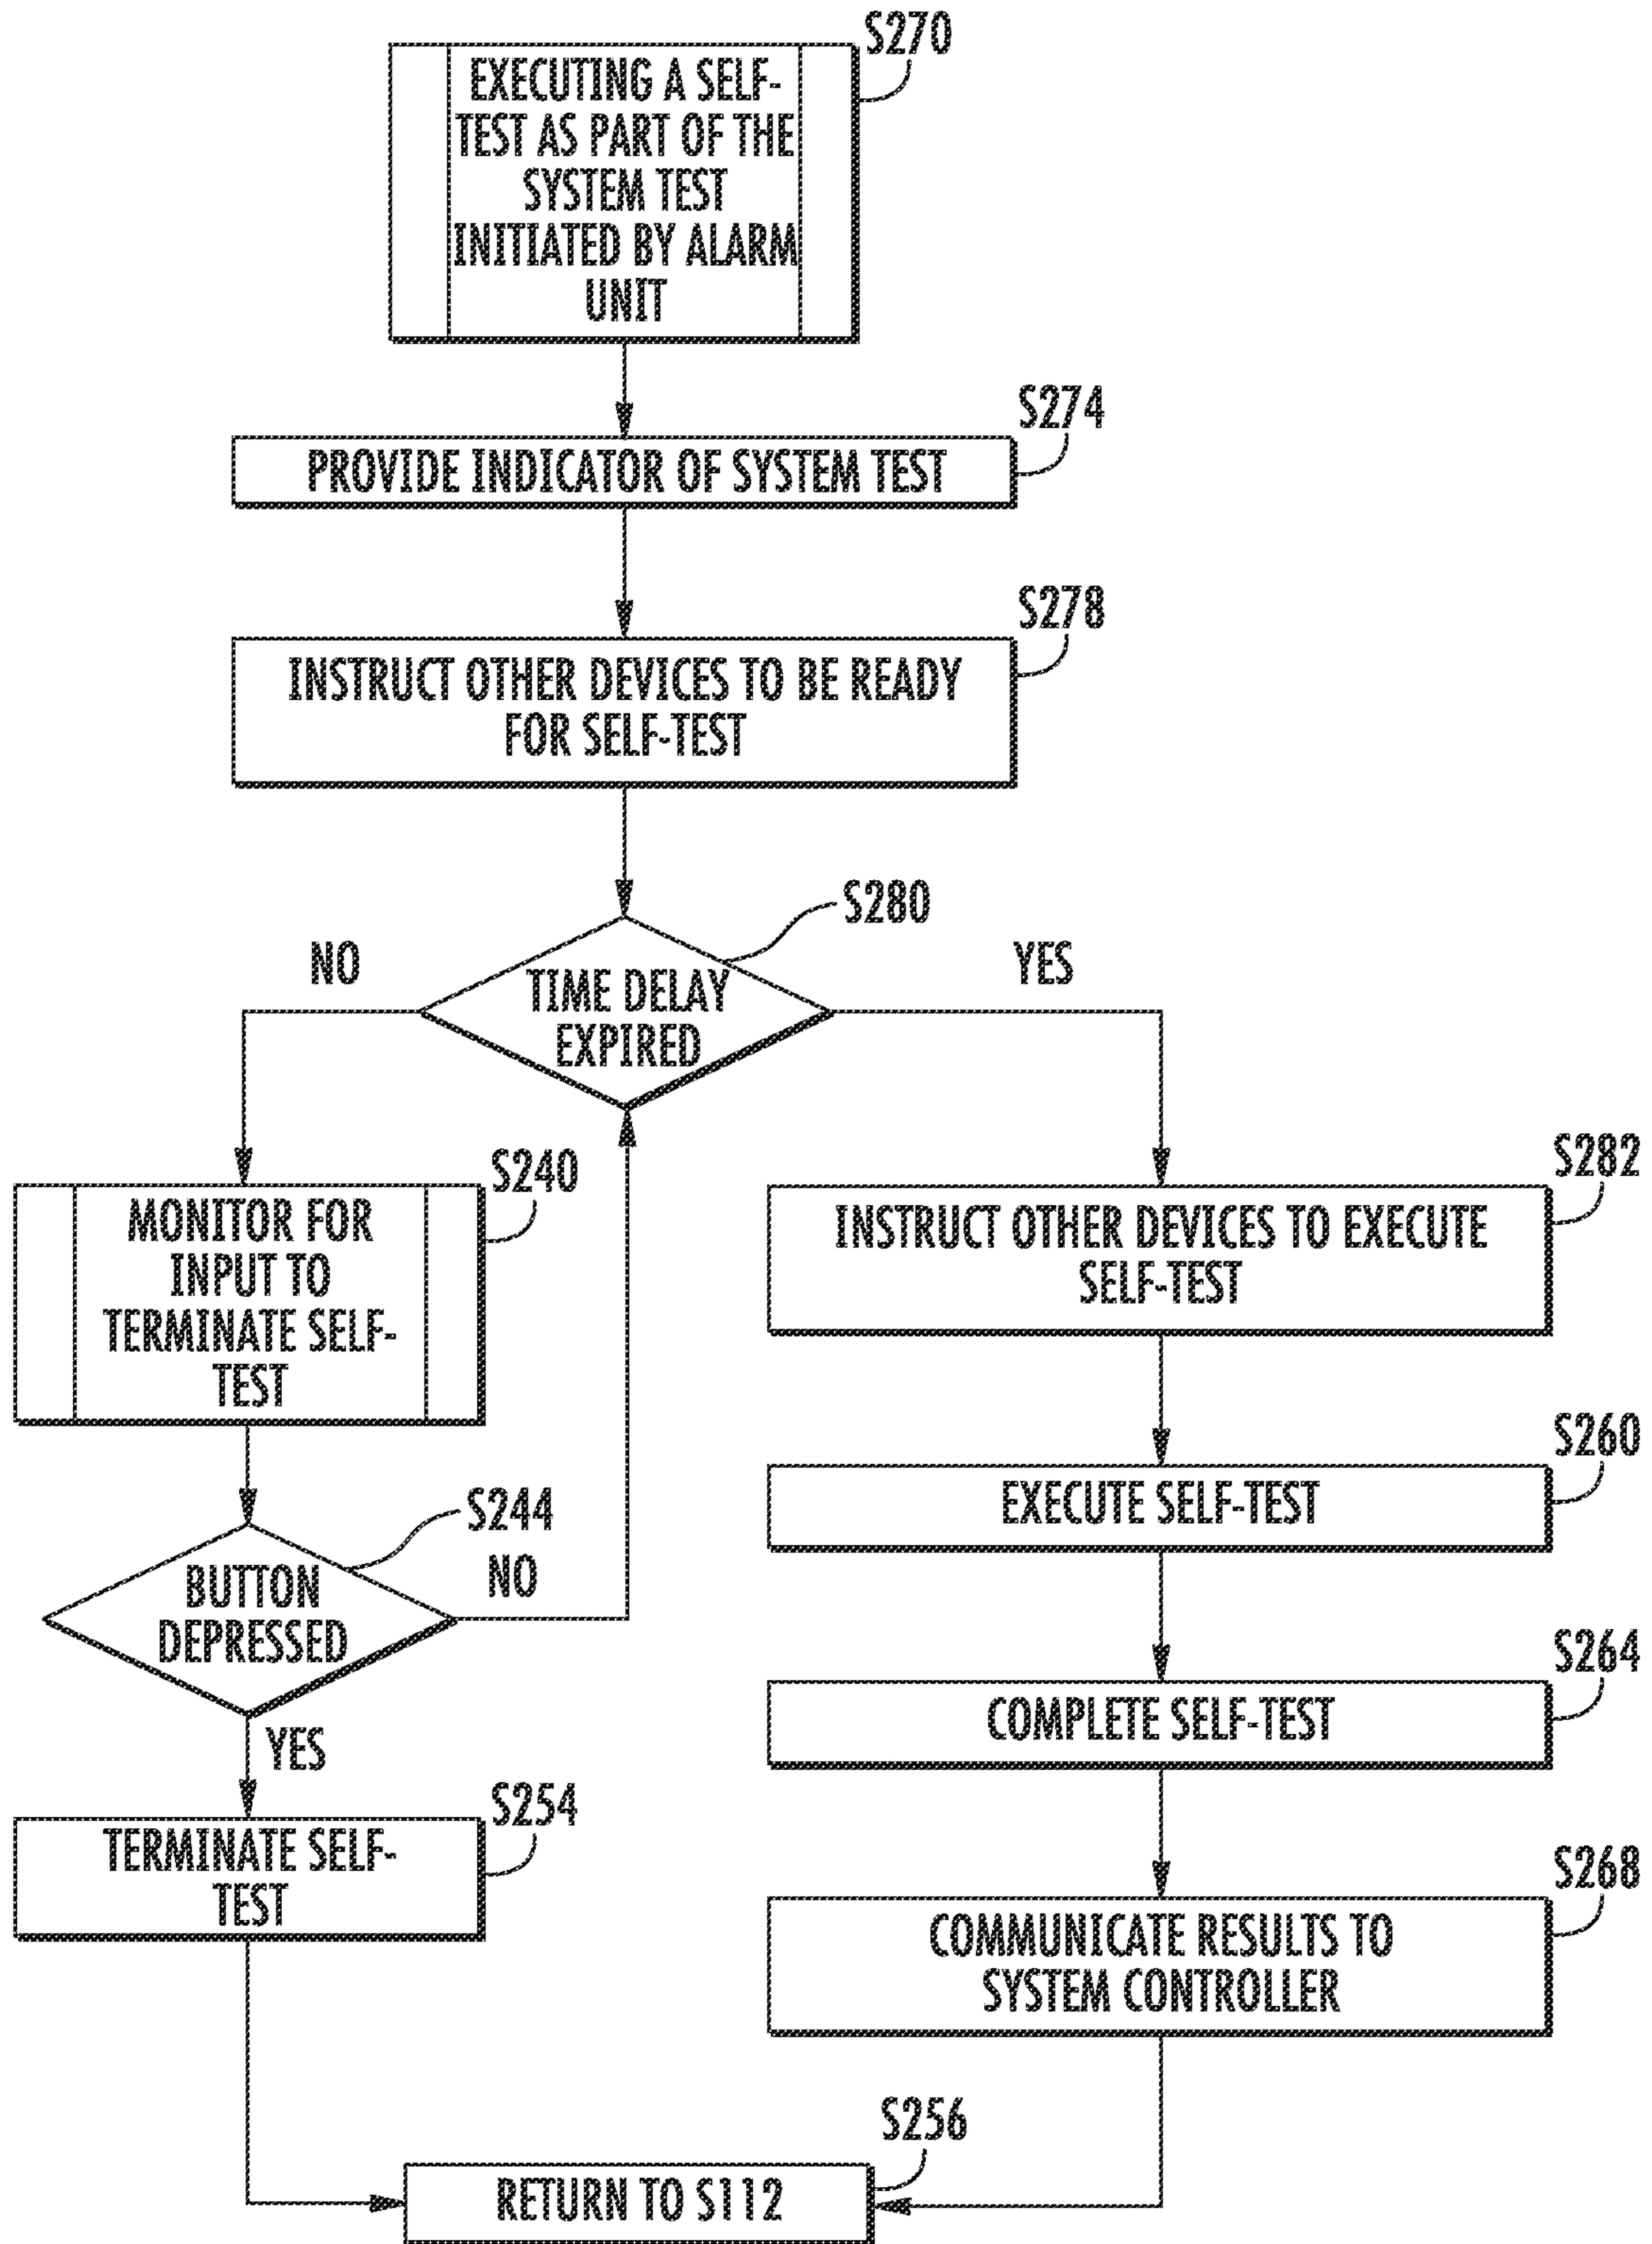 S270
EXECUTING A SELF-
TEST AS PART OF THE
SYSTEM TEST
INITIATED BY ALARM
UNIT
S274
PROVIDE INDICATOR OF SYSTEM TEST
S278
INSTRUCT OTHER DEVICES TO BE READY
FOR SELF-TEST
S280
NO
YES
TIME DELAY
EXPIRED
S240
MONITOR FOR
INPUT TO
TERMINATE SELF-
TEST
S244
NO
BUTTON
DEPRESSED
YES
S254
TERMINATE SELF-
TEST
S282
INSTRUCT OTHER DEVICES TO EXECUTE
SELF-TEST
S260
EXECUTE SELF-TEST
S264
COMPLETE SELF-TEST
S268
COMMUNICATE RESULTS TO
SYSTEM CONTROLLER
S256
RETURN TO S112